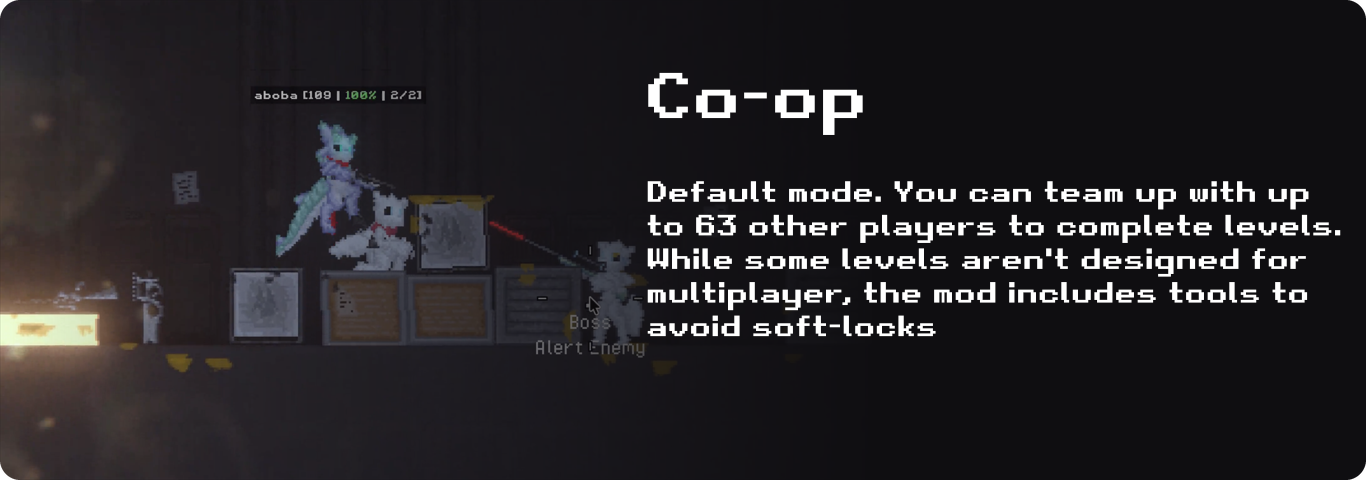 aboba [109 | 100% | 2/2]
Co-op
Default mode. You can team up with up
to 63 other players to complete levels.
While some levels aren't designed for
multiplayer, the mod includes tools to
avoid soft-locks
Boss
Alert Enemy